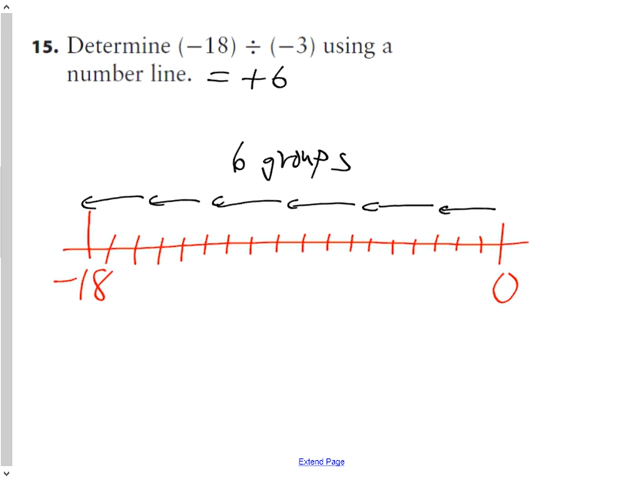 15. Determine (−18) ÷ (−3) using a
number line. = +6
6 groups
-18 0
Extend Page